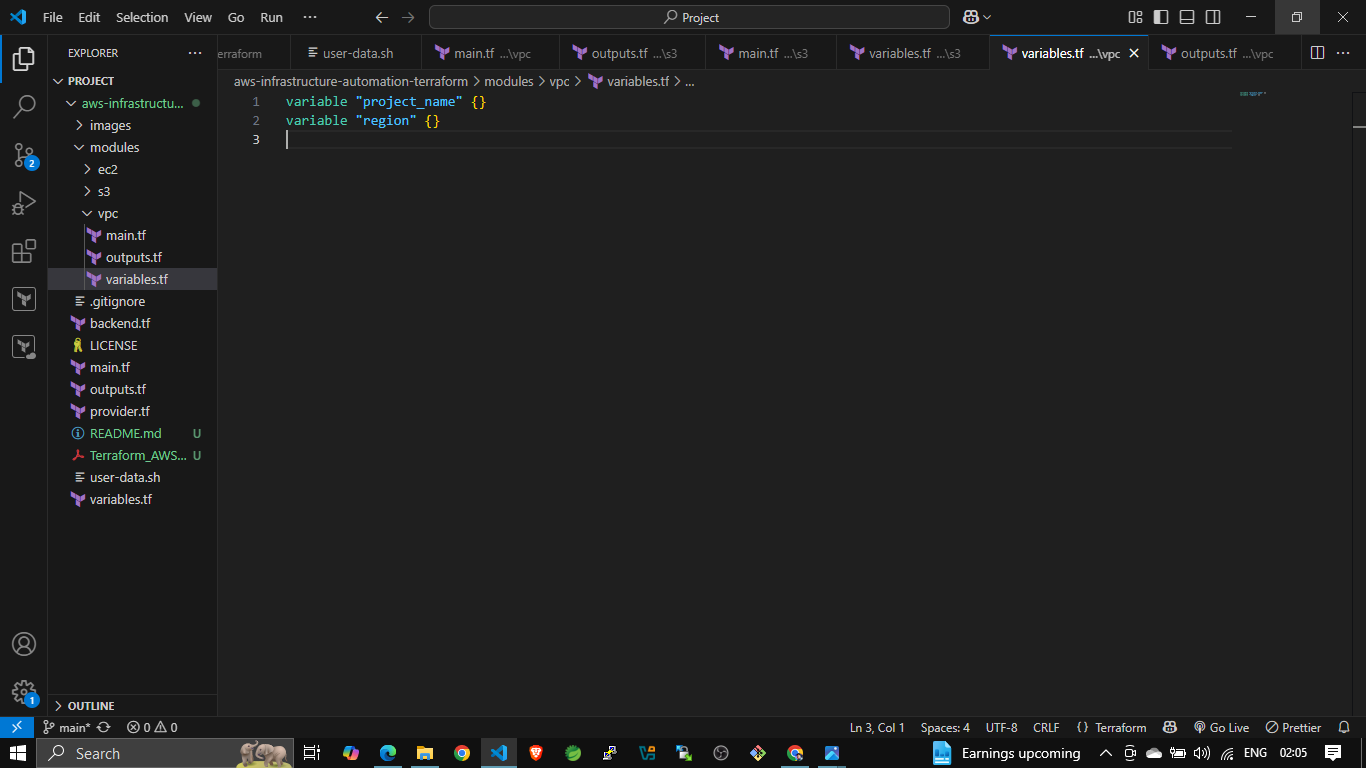 File Edit Selection View Go Run ··· Project
EXPLORER ···
erraform user-data.sh main.tf ...\vpc outputs.tf ...\s3 main.tf ...\s3 variables.tf ...\s3 variables.tf ...\vpc outputs.tf ...\vpc ···
PROJECT
aws-infrastructure-automation-terraform > modules > vpc > variables.tf > ...
aws-infrastructu...
images
modules
ec2
s3
vpc
main.tf
outputs.tf
variables.tf
.gitignore
backend.tf
LICENSE
main.tf
outputs.tf
provider.tf
README.md U
Terraform_AWS... U
user-data.sh
variables.tf
1 variable "project_name" {}
2 variable "region" {}
3
2
1
OUTLINE
main* 0 0 Ln 3, Col 1 Spaces: 4 UTF-8 CRLF {} Terraform Go Live Prettier
Search Earnings upcoming ENG 02:05